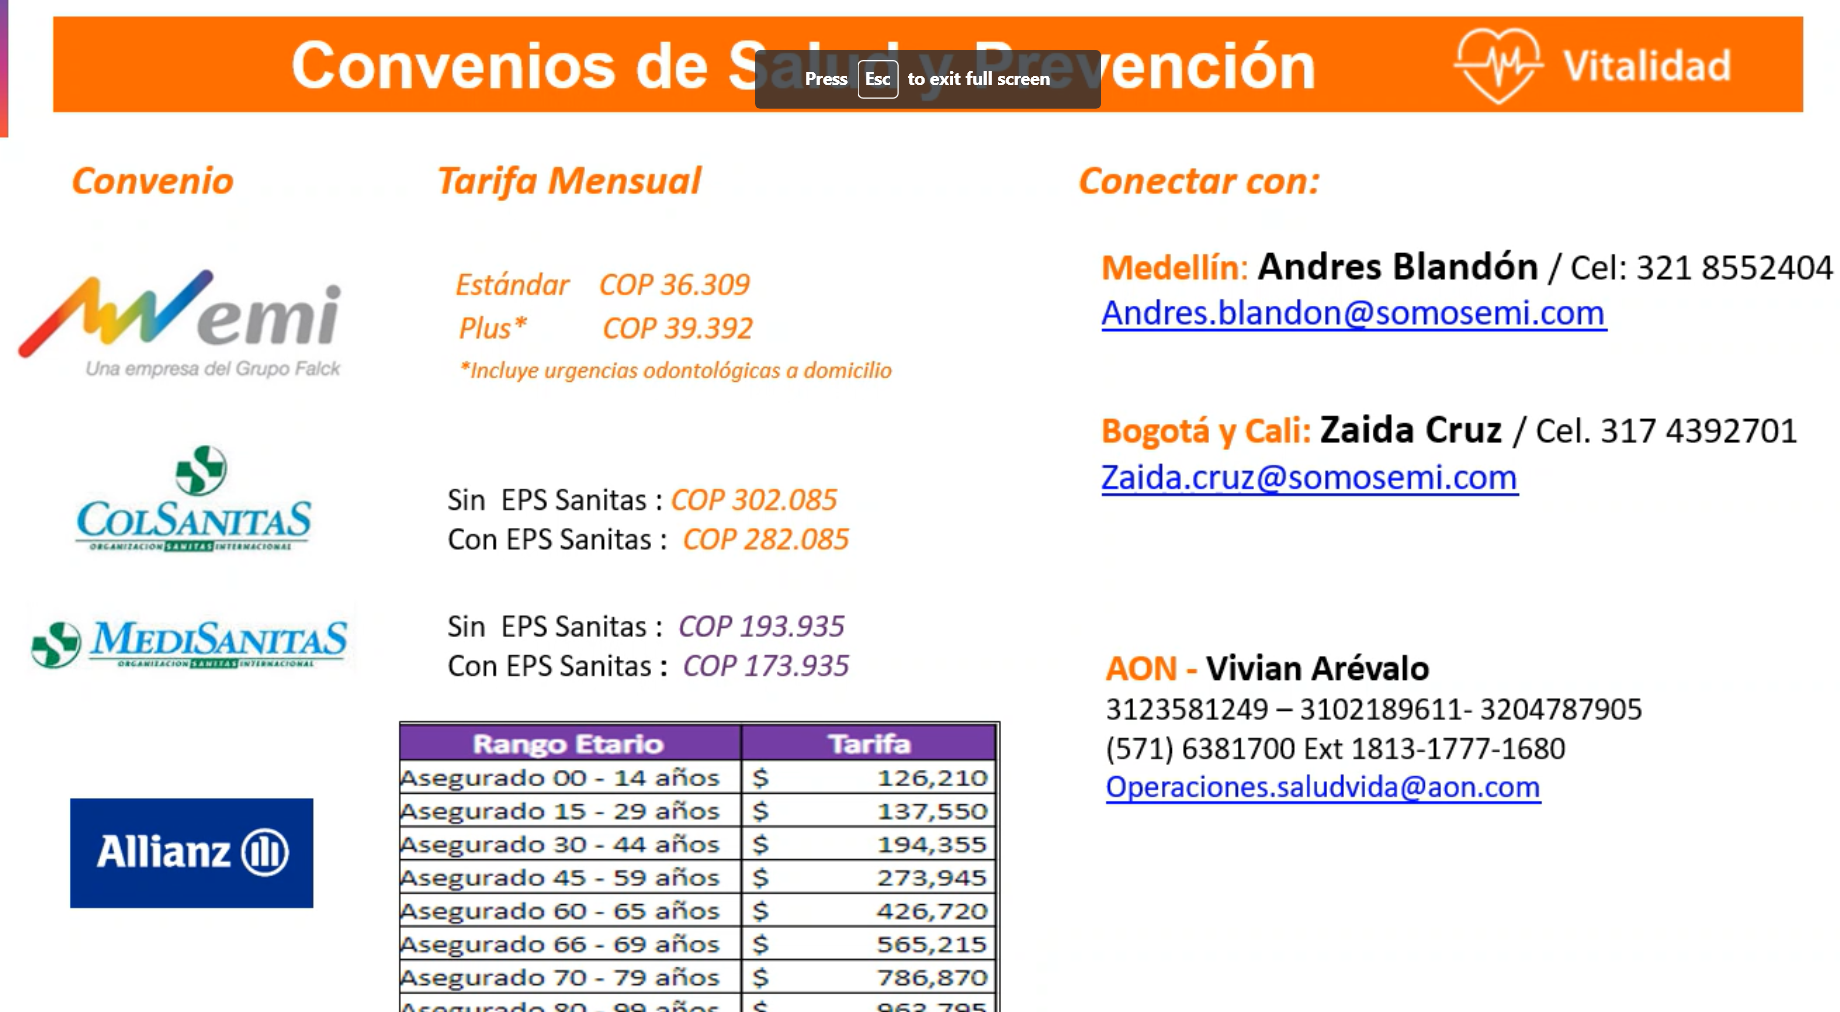 Convenios de Salud y Prevención
Vitalidad
Press Esc to exit full screen
Convenio
Tarifa Mensual
Conectar con:
emi
Una empresa del Grupo Falck
Estándar COP 36.309
Plus* COP 39.392
*Incluye urgencias odontológicas a domicilio
Medellín: Andres Blandón / Cel: 321 8552404
Andres.blandon@somosemi.com
Bogotá y Cali: Zaida Cruz / Cel. 317 4392701
Zaida.cruz@somosemi.com
COLSANITAS
ORGANIZACION SANITAS INTERNACIONAL
Sin EPS Sanitas : COP 302.085
Con EPS Sanitas : COP 282.085
MEDISANITAS
ORGANIZACION SANITAS INTERNACIONAL
Sin EPS Sanitas : COP 193.935
Con EPS Sanitas : COP 173.935
AON - Vivian Arévalo
3123581249 – 3102189611- 3204787905
(571) 6381700 Ext 1813-1777-1680
Operaciones.saludvida@aon.com
Allianz
Rango Etario Tarifa
Asegurado 00 - 14 años $ 126,210
Asegurado 15 - 29 años $ 137,550
Asegurado 30 - 44 años $ 194,355
Asegurado 45 - 59 años $ 273,945
Asegurado 60 - 65 años $ 426,720
Asegurado 66 - 69 años $ 565,215
Asegurado 70 - 79 años $ 786,870
Asegurado 80 - 99 años $ 963,795